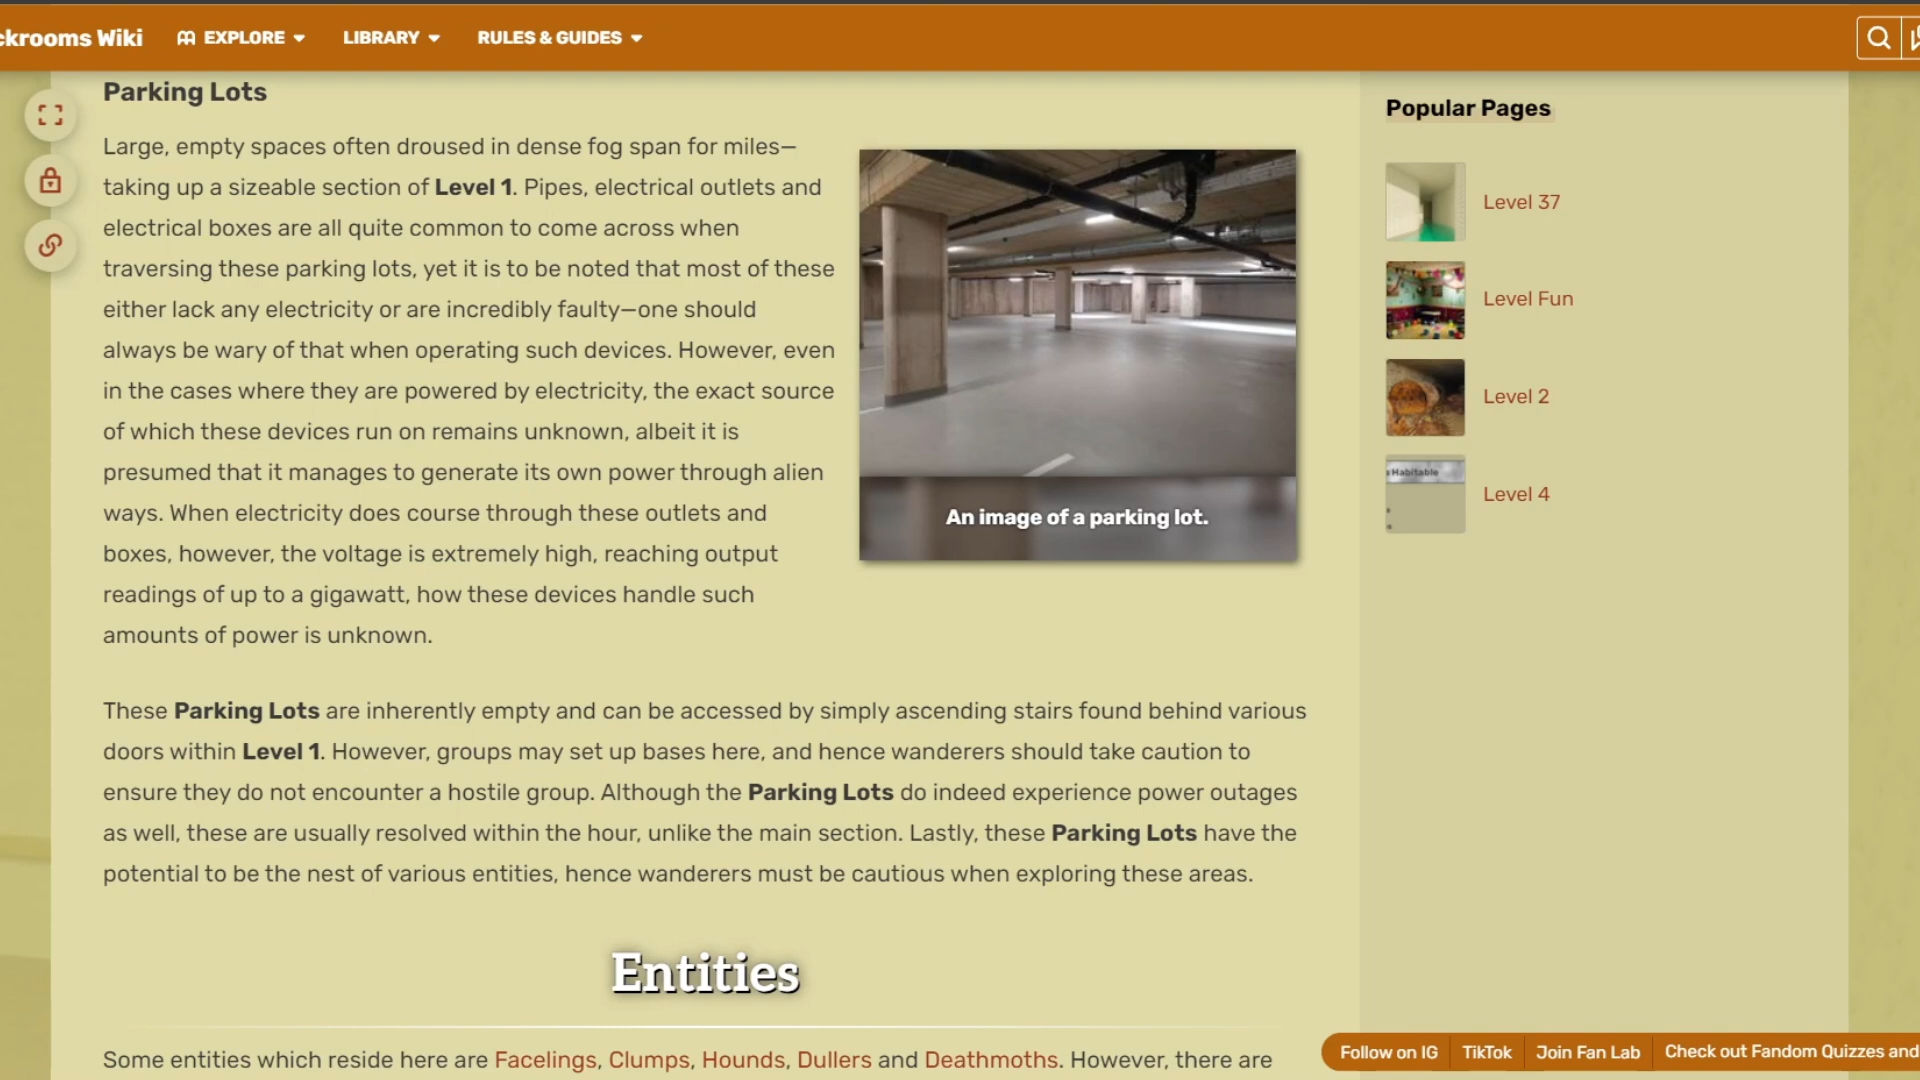 ckrooms Wiki
EXPLORE
LIBRARY
RULES & GUIDES
Parking Lots
Large, empty spaces often droused in dense fog span for miles—
taking up a sizeable section of Level 1. Pipes, electrical outlets and
electrical boxes are all quite common to come across when
traversing these parking lots, yet it is to be noted that most of these
either lack any electricity or are incredibly faulty—one should
always be wary of that when operating such devices. However, even
in the cases where they are powered by electricity, the exact source
of which these devices run on remains unknown, albeit it is
presumed that it manages to generate its own power through alien
ways. When electricity does course through these outlets and
boxes, however, the voltage is extremely high, reaching output
readings of up to a gigawatt, how these devices handle such
amounts of power is unknown.
An image of a parking lot.
These Parking Lots are inherently empty and can be accessed by simply ascending stairs found behind various
doors within Level 1. However, groups may set up bases here, and hence wanderers should take caution to
ensure they do not encounter a hostile group. Although the Parking Lots do indeed experience power outages
as well, these are usually resolved within the hour, unlike the main section. Lastly, these Parking Lots have the
potential to be the nest of various entities, hence wanderers must be cautious when exploring these areas.
Entities
Some entities which reside here are Facelings, Clumps, Hounds, Dullers and Deathmoths. However, there are
Popular Pages
Level 37
Level Fun
Level 2
Habitable
Level 4
Follow on IG
TikTok
Join Fan Lab
Check out Fandom Quizzes and